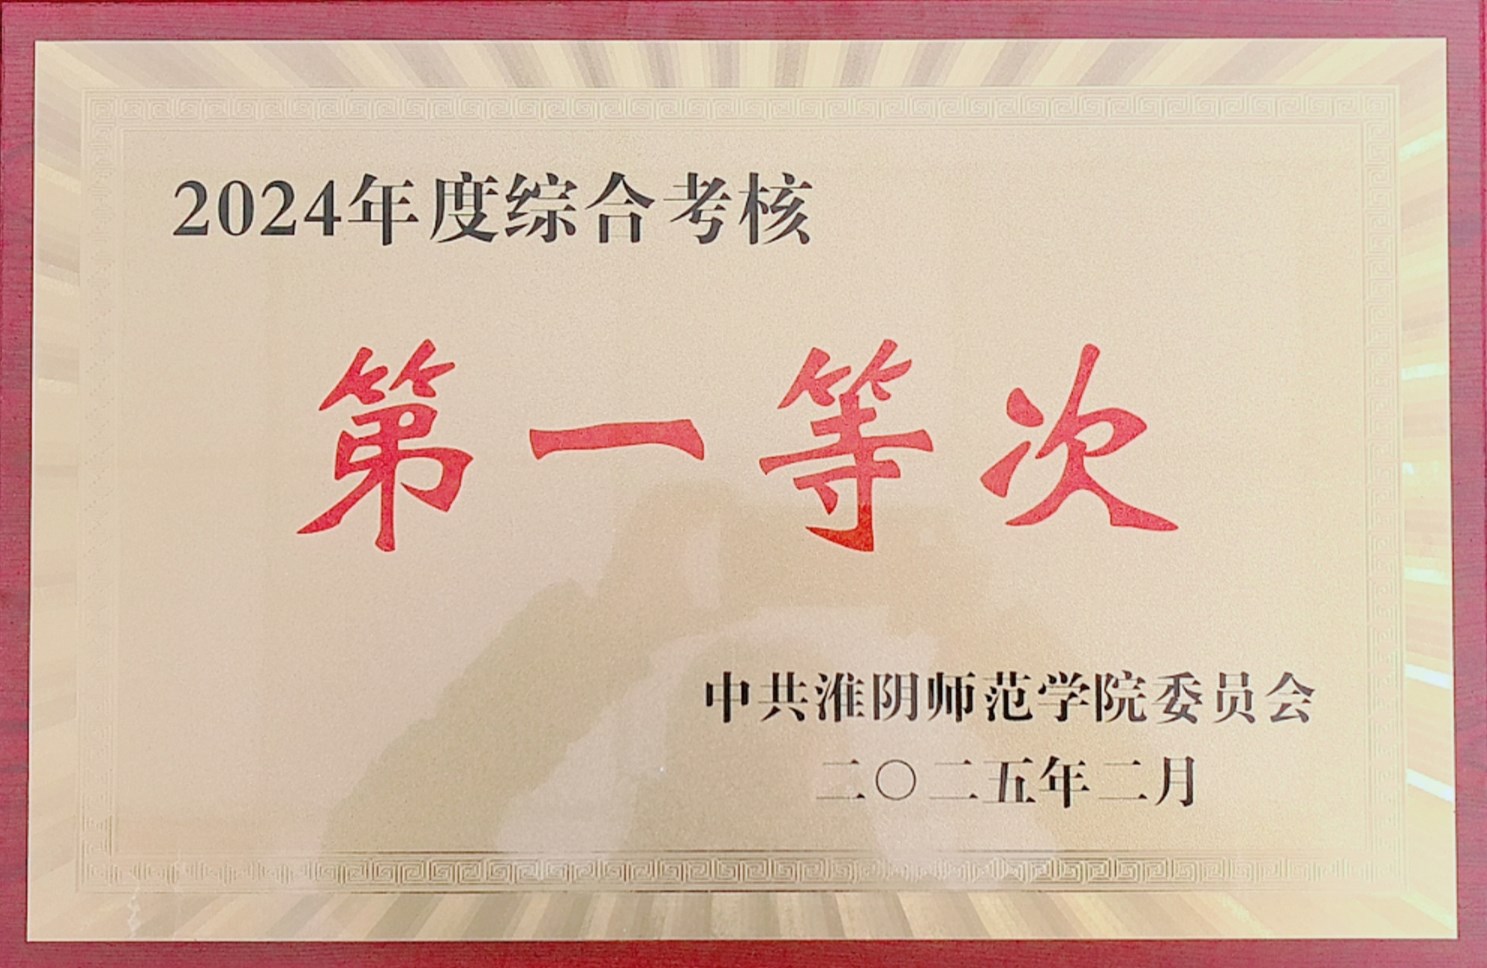 2024年度综合考核
第一等次
中共淮阴师范学院委员会
二〇二五年二月